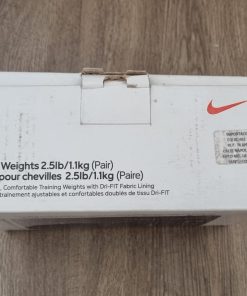 Weights 2.5lb/1.1kg (Pair)
pour chevilles 2.5lb/1.1kg (Paire)
Comfortable Training Weights with Dri-FIT Fabric Lining
entraînement ajustables et confortables doublés de tissu Dri-FIT